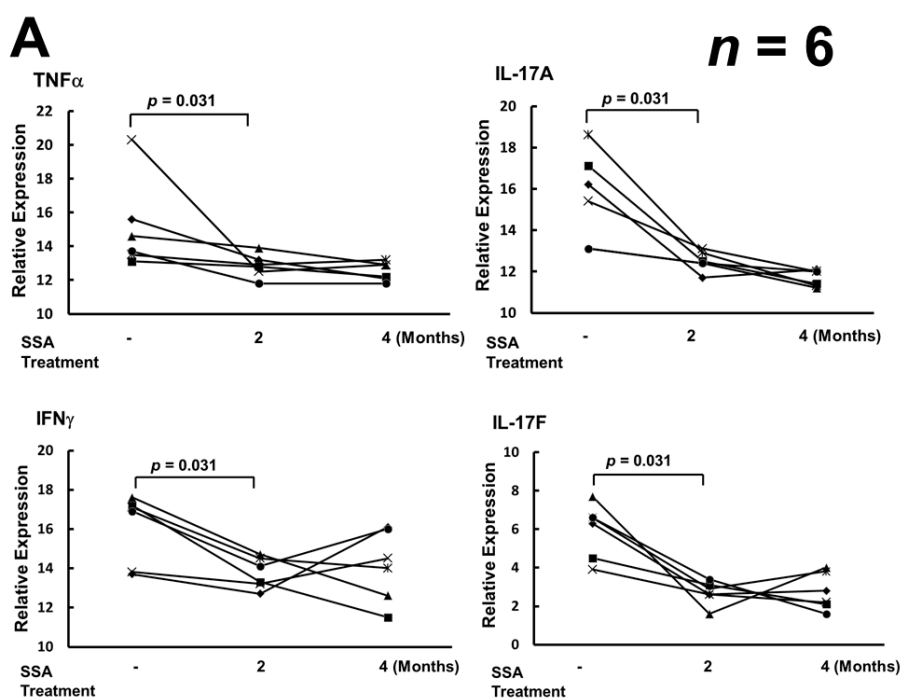 A
n = 6
TNFα
p = 0.031
22
20
18
16
14
12
10
Relative Expression
SSA
Treatment
- 2 4 (Months)
IL-17A
p = 0.031
20
18
16
14
12
10
Relative Expression
SSA
Treatment
- 2 4 (Months)
IFNγ
p = 0.031
20
18
16
14
12
10
Relative Expression
SSA
Treatment
- 2 4 (Months)
IL-17F
p = 0.031
10
8
6
4
2
0
Relative Expression
SSA
Treatment
- 2 4 (Months)